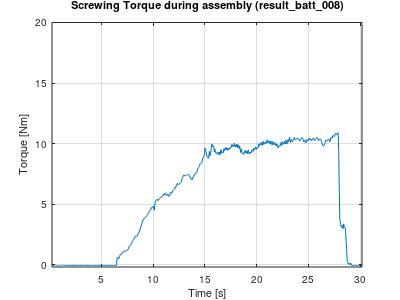 Screwing Torque during assembly (result_batt_008)
20
15
10
5
0
Torque [Nm]
5 10 15 20 25 30
Time [s]